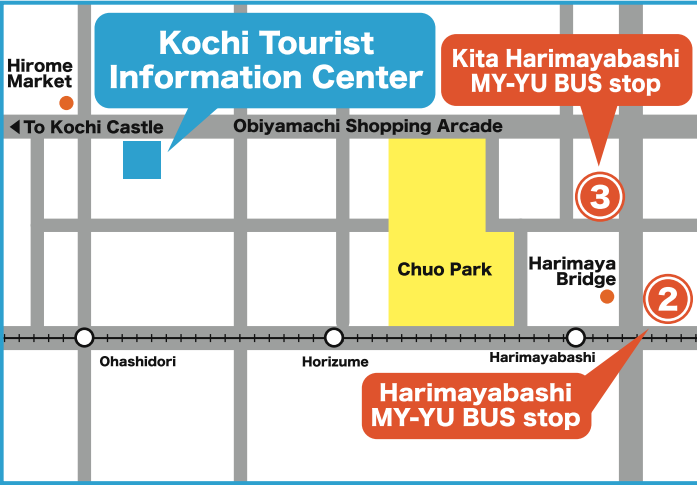 Kochi Tourist
Information Center
Kita Harimayabashi
MY-YU BUS stop
Hirome
Market
◀To Kochi Castle
Obiyamachi Shopping Arcade
3
Chuo Park
Harimaya
Bridge
2
Ohashidori
Horizume
Harimayabashi
Harimayabashi
MY-YU BUS stop